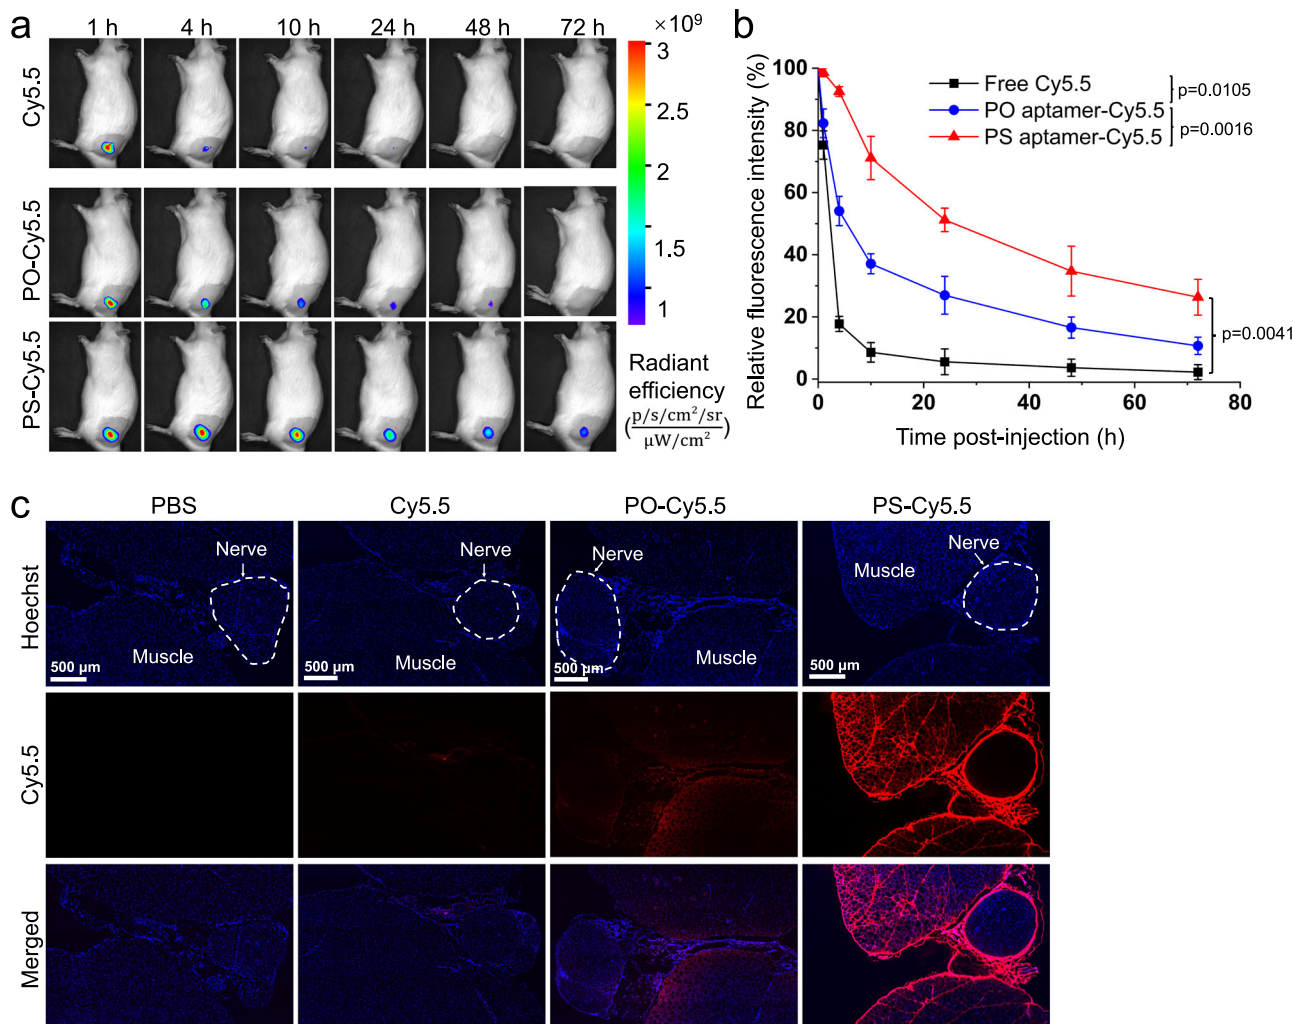 a
1 h 4 h 10 h 24 h 48 h 72 h
Cy5.5
PO-Cy5.5
PS-Cy5.5
×10⁹
3
2
1.5
1
Radiant
efficiency
(p/s/cm²/sr
μW/cm²)
b
Relative fluorescence intensity (%)
100
80
60
40
20
0
0 20 40 60 80
Time post-injection (h)
Free Cy5.5
PO aptamer-Cy5.5
PS aptamer-Cy5.5
p=0.0105
p=0.0016
p=0.0041
c
PBS Cy5.5 PO-Cy5.5 PS-Cy5.5
Hoechst
Nerve
Muscle
500 μm
Nerve
Muscle
500 μm
Nerve
Muscle
500 μm
Nerve
Muscle
500 μm
Cy5.5
Merged